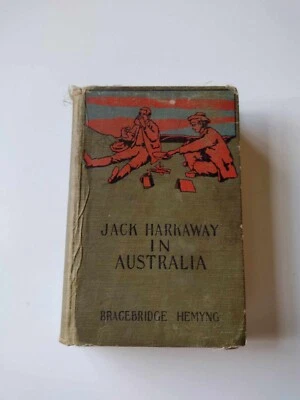 JACK HARKAWAY
IN
AUSTRALIA
BRACEBRIDGE HEMYNG